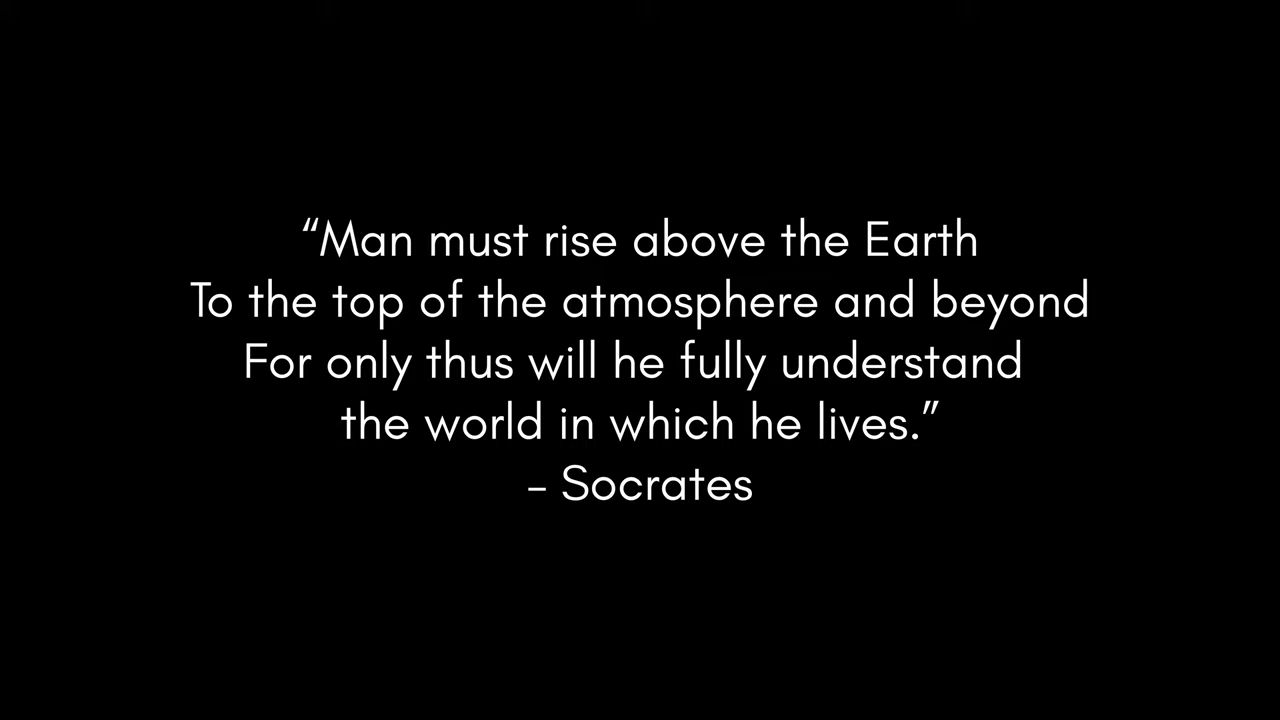 “Man must rise above the Earth
To the top of the atmosphere and beyond
For only thus will he fully understand
the world in which he lives.”
– Socrates